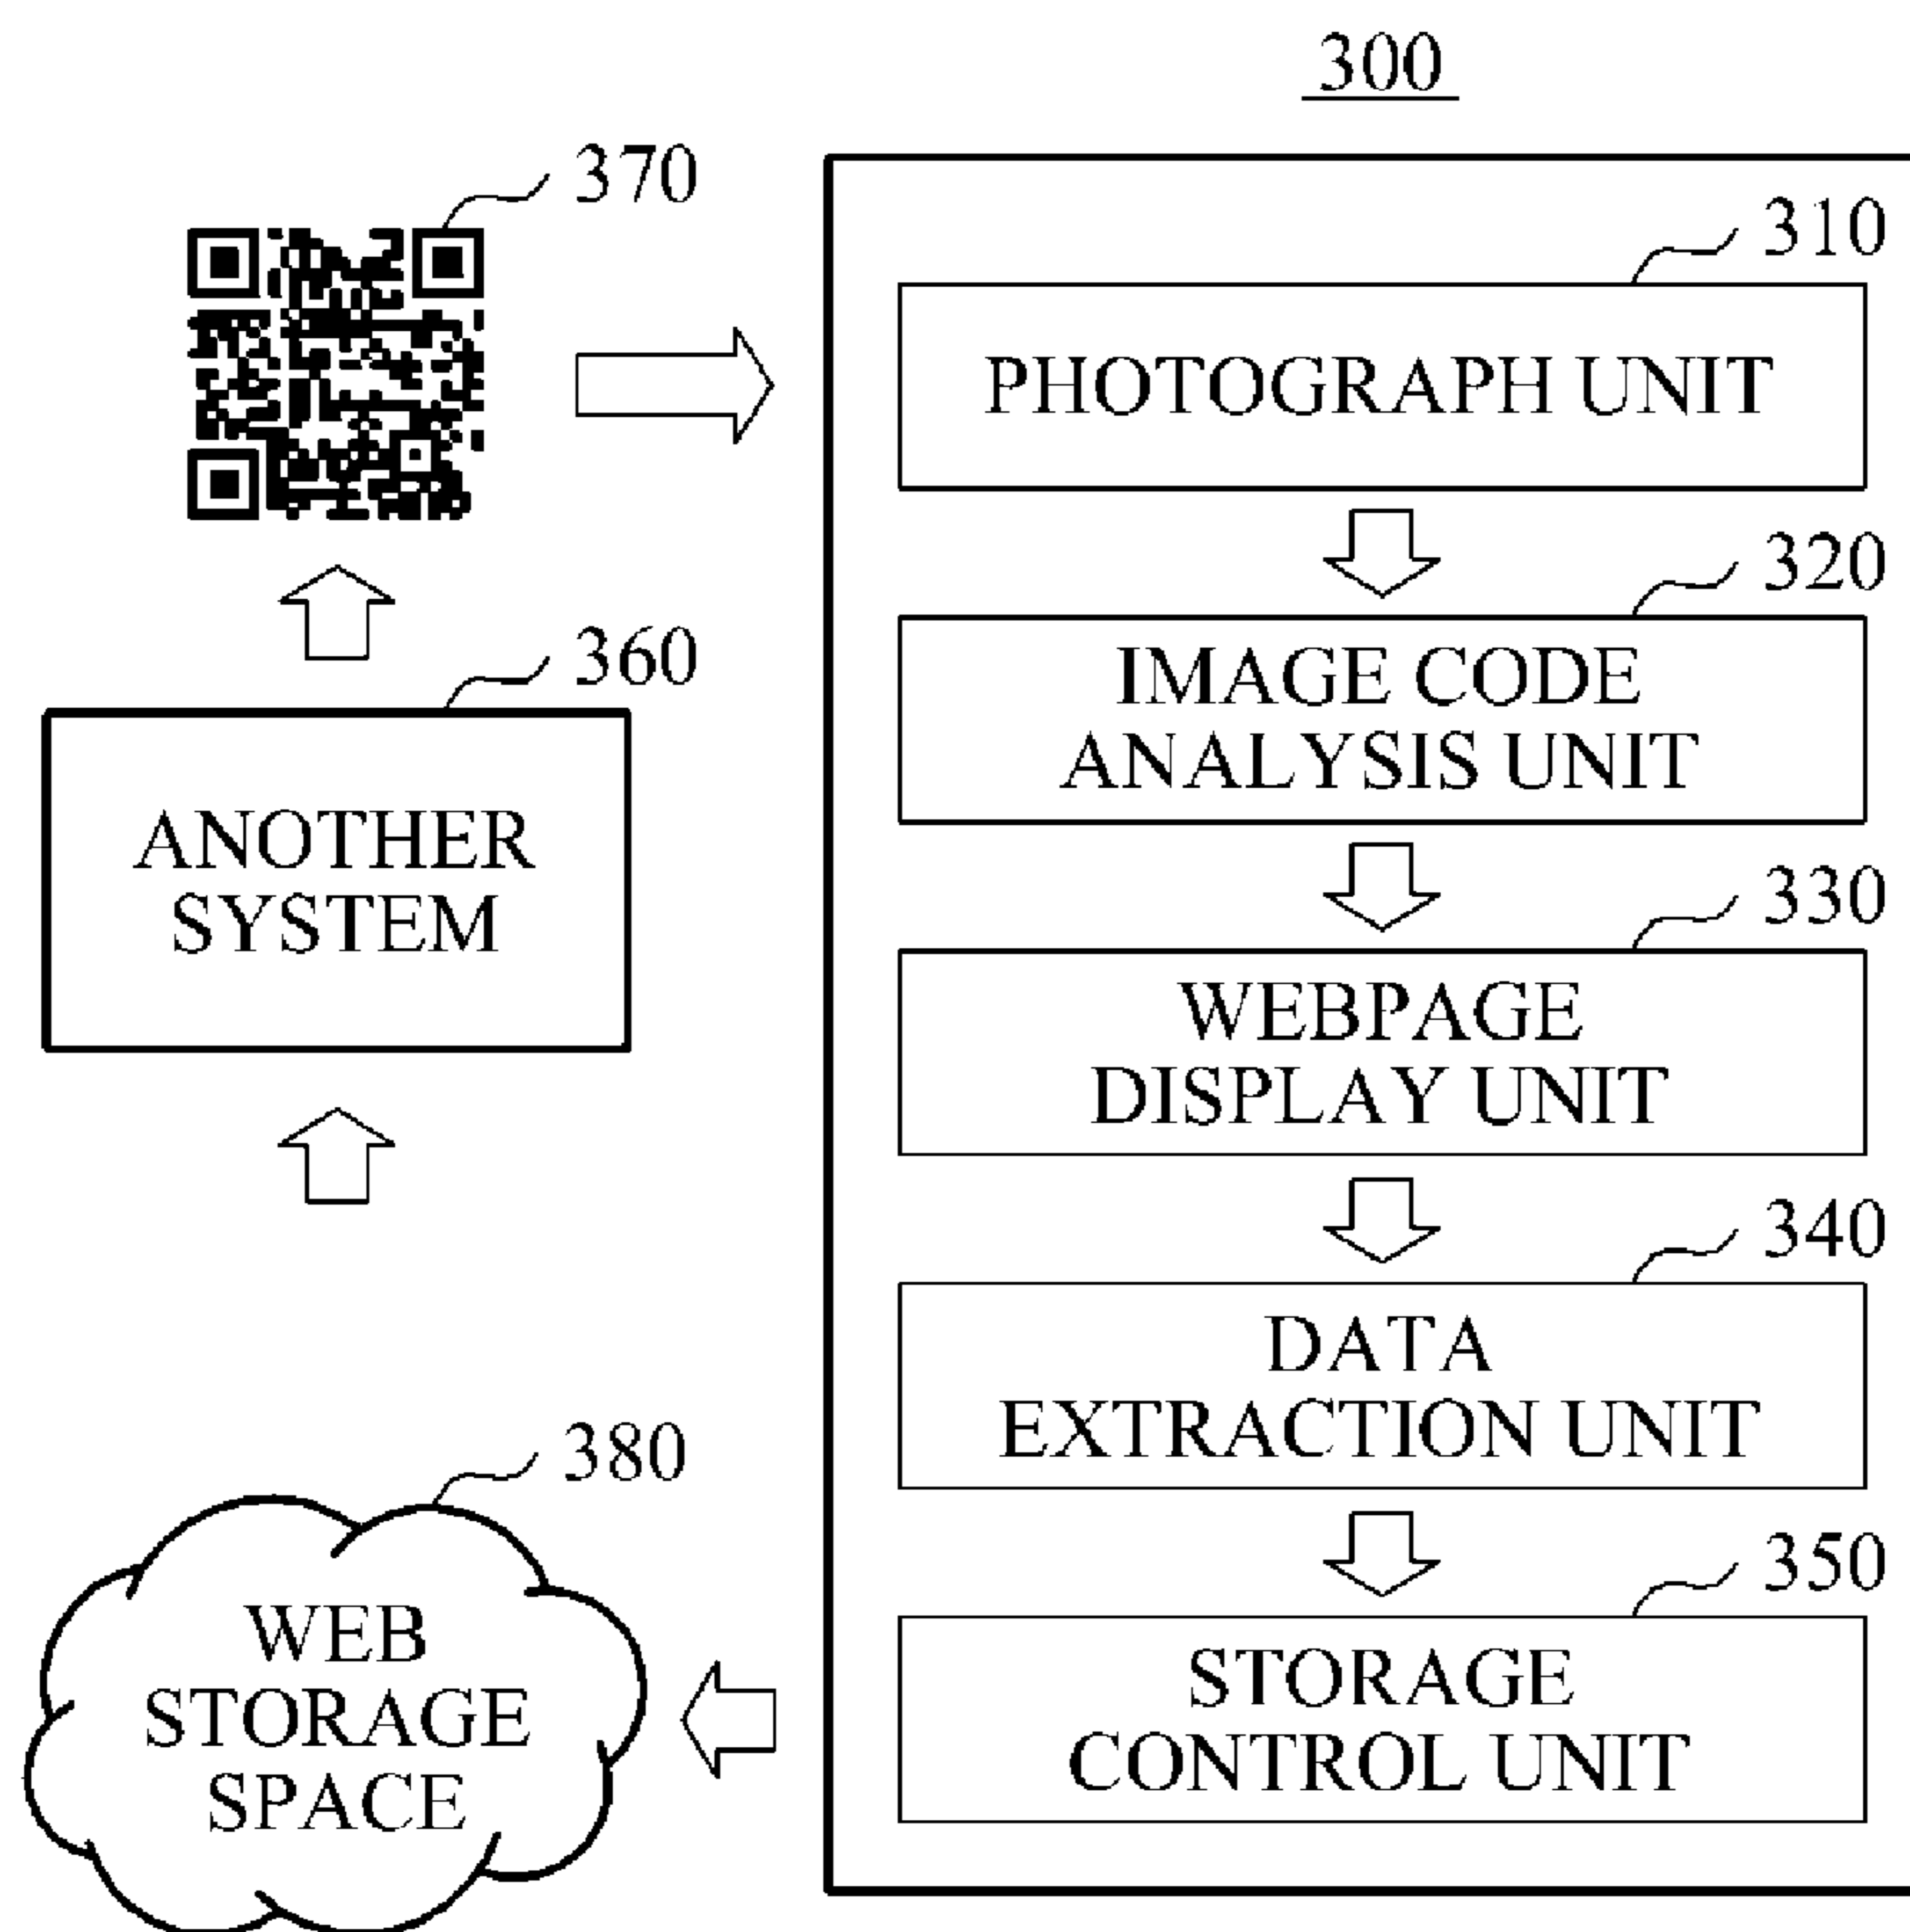 300
370
310
PHOTOGRAPH UNIT
320
IMAGE CODE
ANALYSIS UNIT
360
ANOTHER
SYSTEM
330
WEBPAGE
DISPLAY UNIT
340
DATA
EXTRACTION UNIT
380
WEB
STORAGE
SPACE
350
STORAGE
CONTROL UNIT